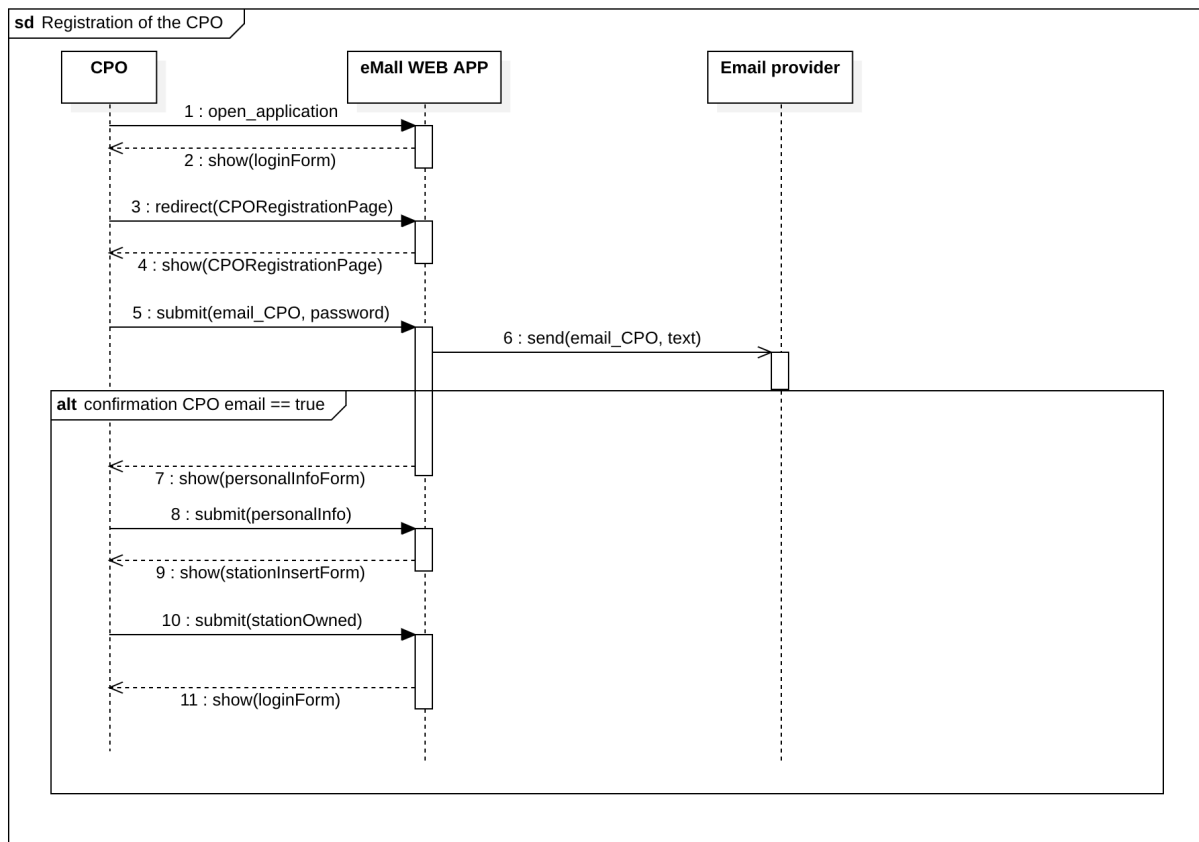 sd Registration of the CPO
CPO
eMall WEB APP
Email provider
1 : open_application
2 : show(loginForm)
3 : redirect(CPORegistrationPage)
4 : show(CPORegistrationPage)
5 : submit(email_CPO, password)
6 : send(email_CPO, text)
alt confirmation CPO email == true
7 : show(personalInfoForm)
8 : submit(personalInfo)
9 : show(stationInsertForm)
10 : submit(stationOwned)
11 : show(loginForm)